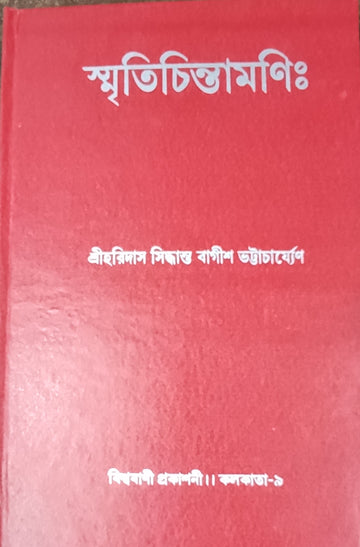 স্মৃতিচিন্তামণিঃ
শ্রীহরিদাস সিদ্ধান্ত বাগীশ ভট্টাচার্য্যেণ
বিশ্ববাণী প্রকাশনী।। কলকাতা-৯